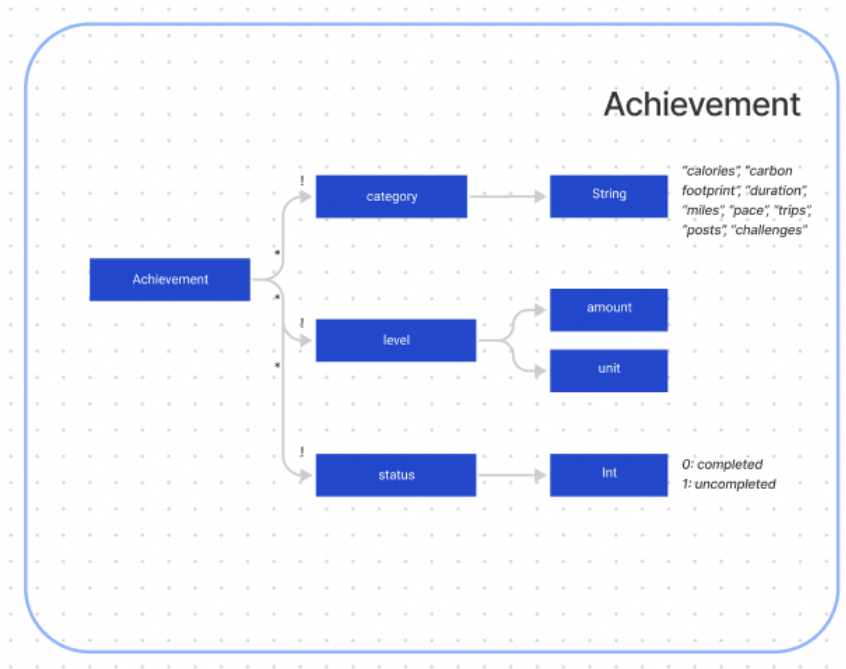 Achievement
"calories", "carbon
footprint", "duration",
"miles", "pace", "trips",
"posts", "challenges"
!
category
String
*
Achievement
*
!
level
amount
unit
*
!
status
Int
0: completed
1: uncompleted